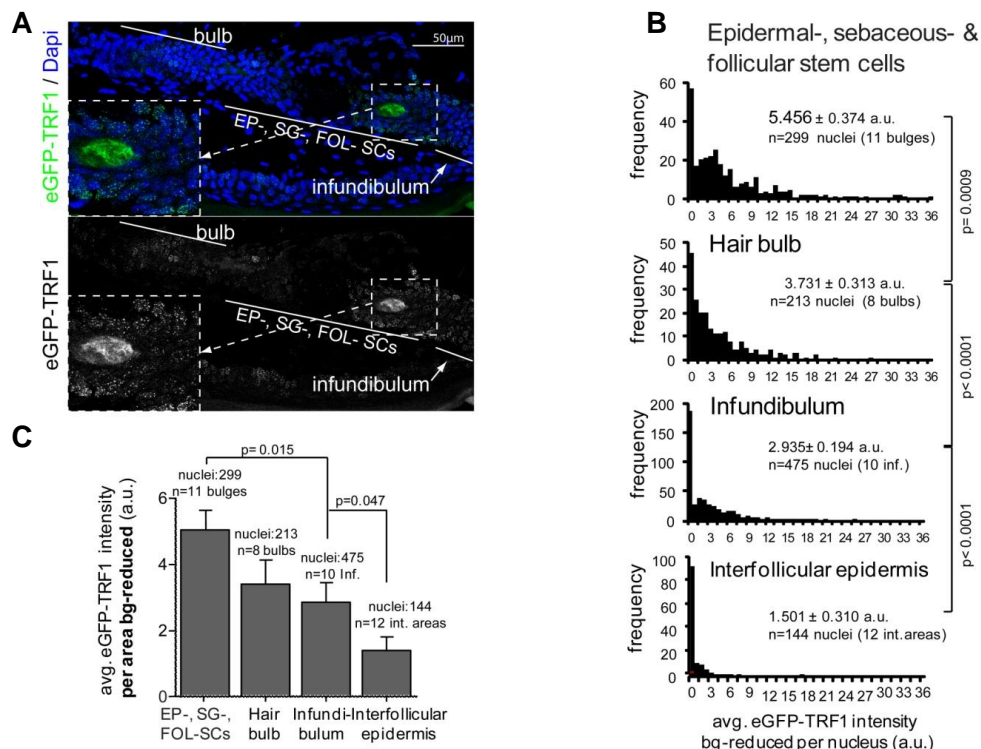 A
eGFP-TRF1 / Dapi
bulb
50µm
EP-, SG-, FOL- SCs
infundibulum
eGFP-TRF1
bulb
EP-, SG-, FOL- SCs
infundibulum
B
Epidermal-, sebaceous- &
follicular stem cells
frequency
60
40
20
0
5.456 ± 0.374 a.u.
n=299 nuclei (11 bulges)
0 3 6 9 12 15 18 21 24 27 30 33 36
p= 0.0009
Hair bulb
frequency
50
40
30
20
10
0
3.731 ± 0.313 a.u.
n=213 nuclei (8 bulbs)
0 3 6 9 12 15 18 21 24 27 30 33 36
p< 0.0001
Infundibulum
frequency
200
150
100
50
0
2.935± 0.194 a.u.
n=475 nuclei (10 inf.)
0 3 6 9 12 15 18 21 24 27 30 33 36
p<0.0001
Interfollicular epidermis
frequency
100
80
60
40
20
0
1.501 ± 0.310 a.u.
n=144 nuclei (12 int.areas)
0 3 6 9 12 15 18 21 24 27 30 33 36
avg. eGFP-TRF1 intensity
bg-reduced per nucleus (a.u.)
C
avg. eGFP-TRF1 intensity
per area bg-reduced (a.u.)
6
4
2
0
p= 0.015
p=0.047
nuclei:299
n=11 bulges
nuclei:213
n=8 bulbs
nuclei:475
n=10 Inf.
nuclei:144
n=12 int. areas
EP-, SG-,
FOL-SCs
Hair
bulb
Infundi-
bulum
Interfollicular
epidermis